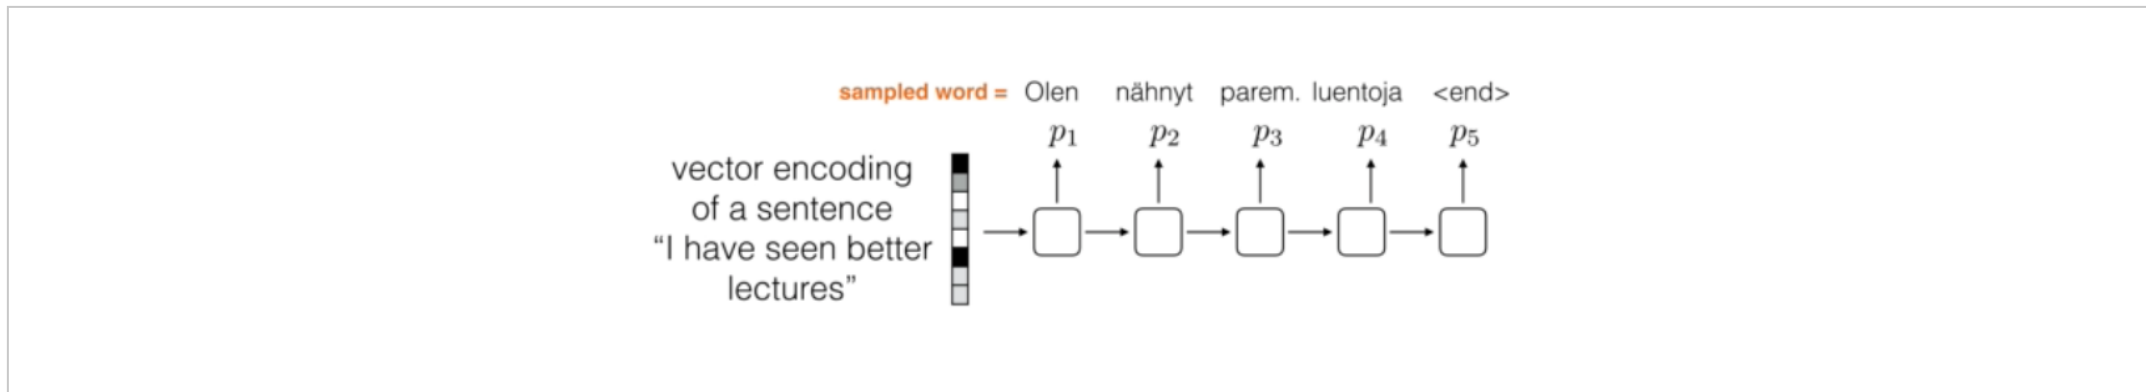 sampled word = Olen nähnyt parem. luentoja <end>
p1 p2 p3 p4 p5
vector encoding
of a sentence
“I have seen better
lectures”